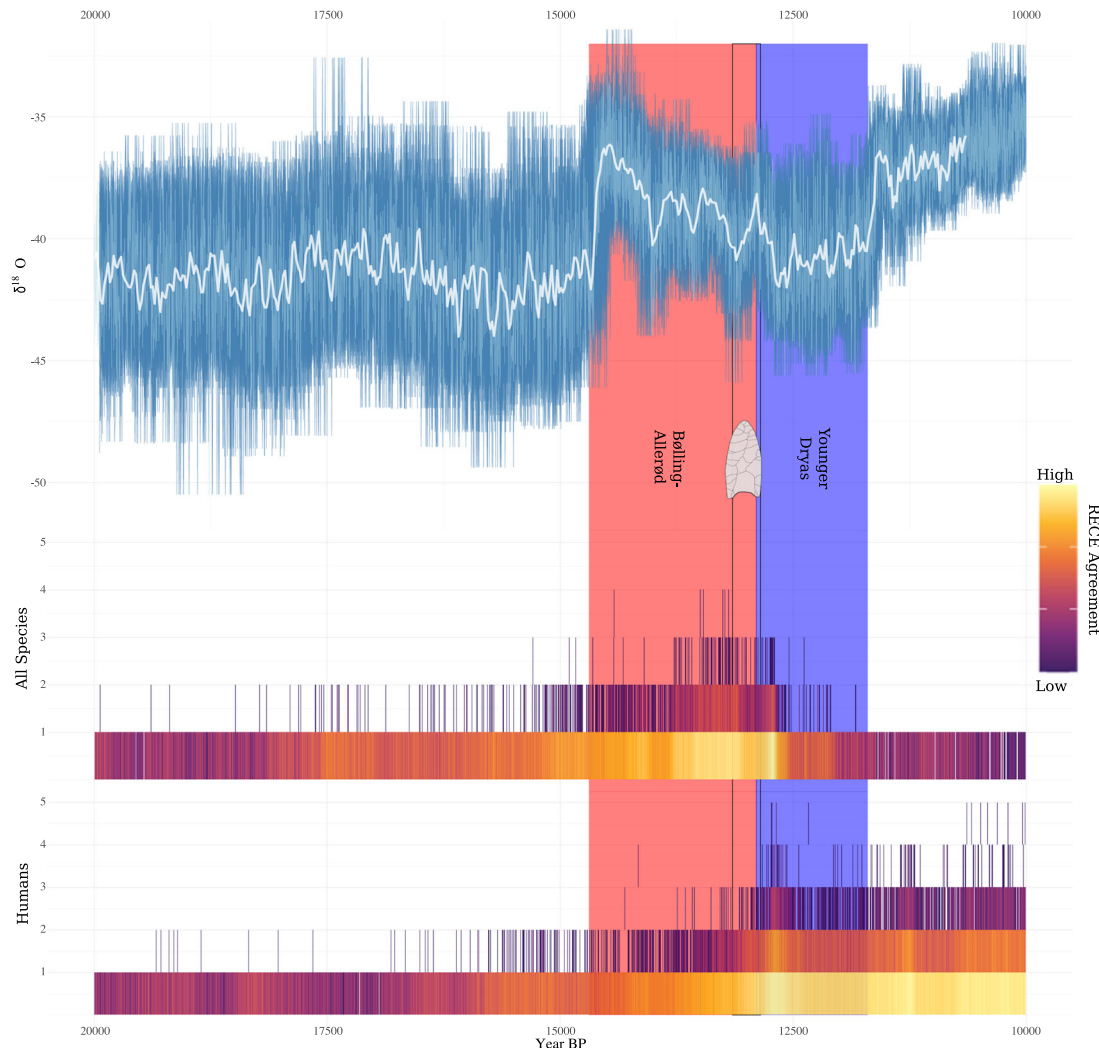 20000 17500 15000 12500 10000
-35
-40
-45
-50
δ18 O
Bølling-
Allerød
Younger
Dryas
High
RECE Agreement
Low
5
4
3
2
1
All Species
5
4
3
2
1
Humans
20000 17500 15000 12500 10000
Year BP